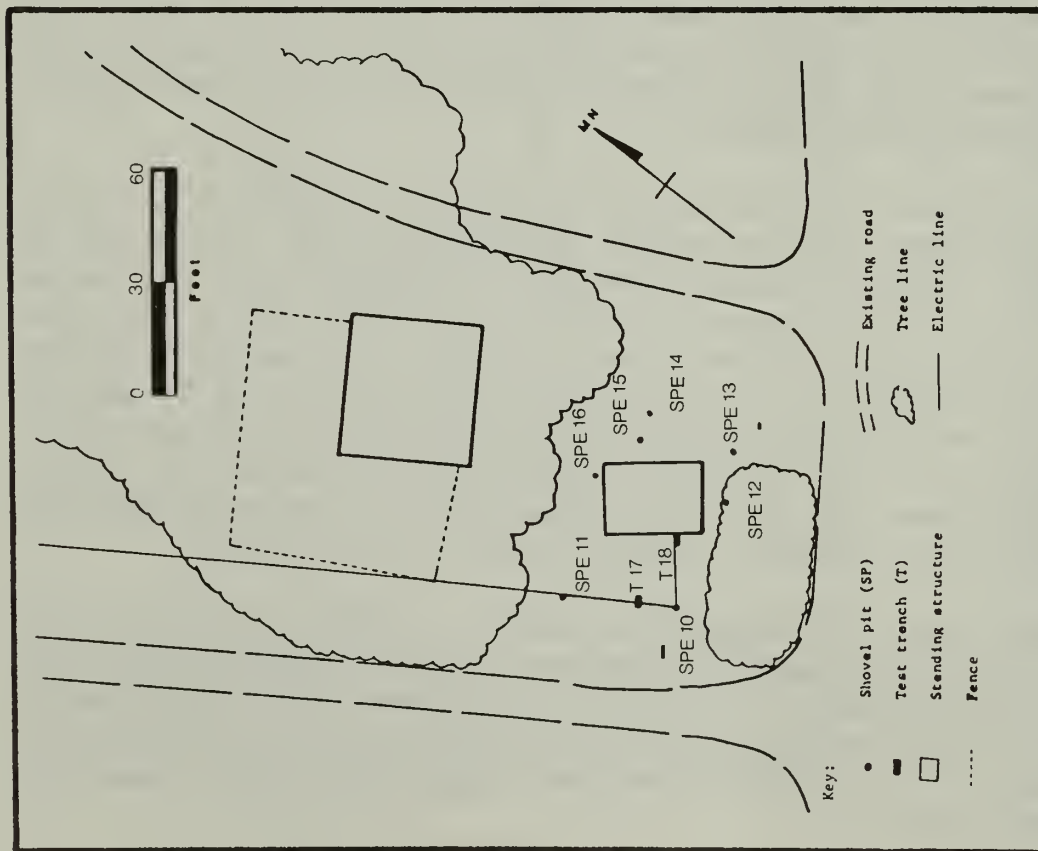 0 30 60
Feet
MN
SPE 16
SPE 15
SPE 14
SPE 13
SPE 12
SPE 11
T 17
T 18
SPE 10
Key:
Shovel pit (SP)
Test trench (T)
Standing structure
Fence
Existing road
Tree line
Electric line